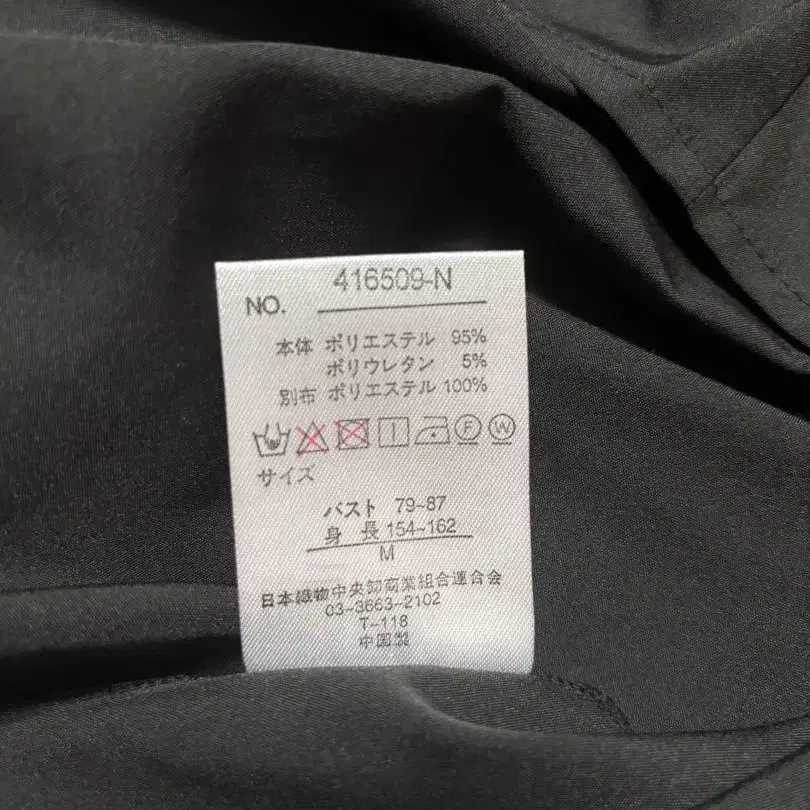 NO. 416509-N
本体 ポリエステル 95%
ポリウレタン 5%
別布 ポリエステル 100%
F W
サイズ
バスト 79~87
身長 154~162
M
日本織物中央卸商業組合連合会
03-3663-2102
T-118
中国製